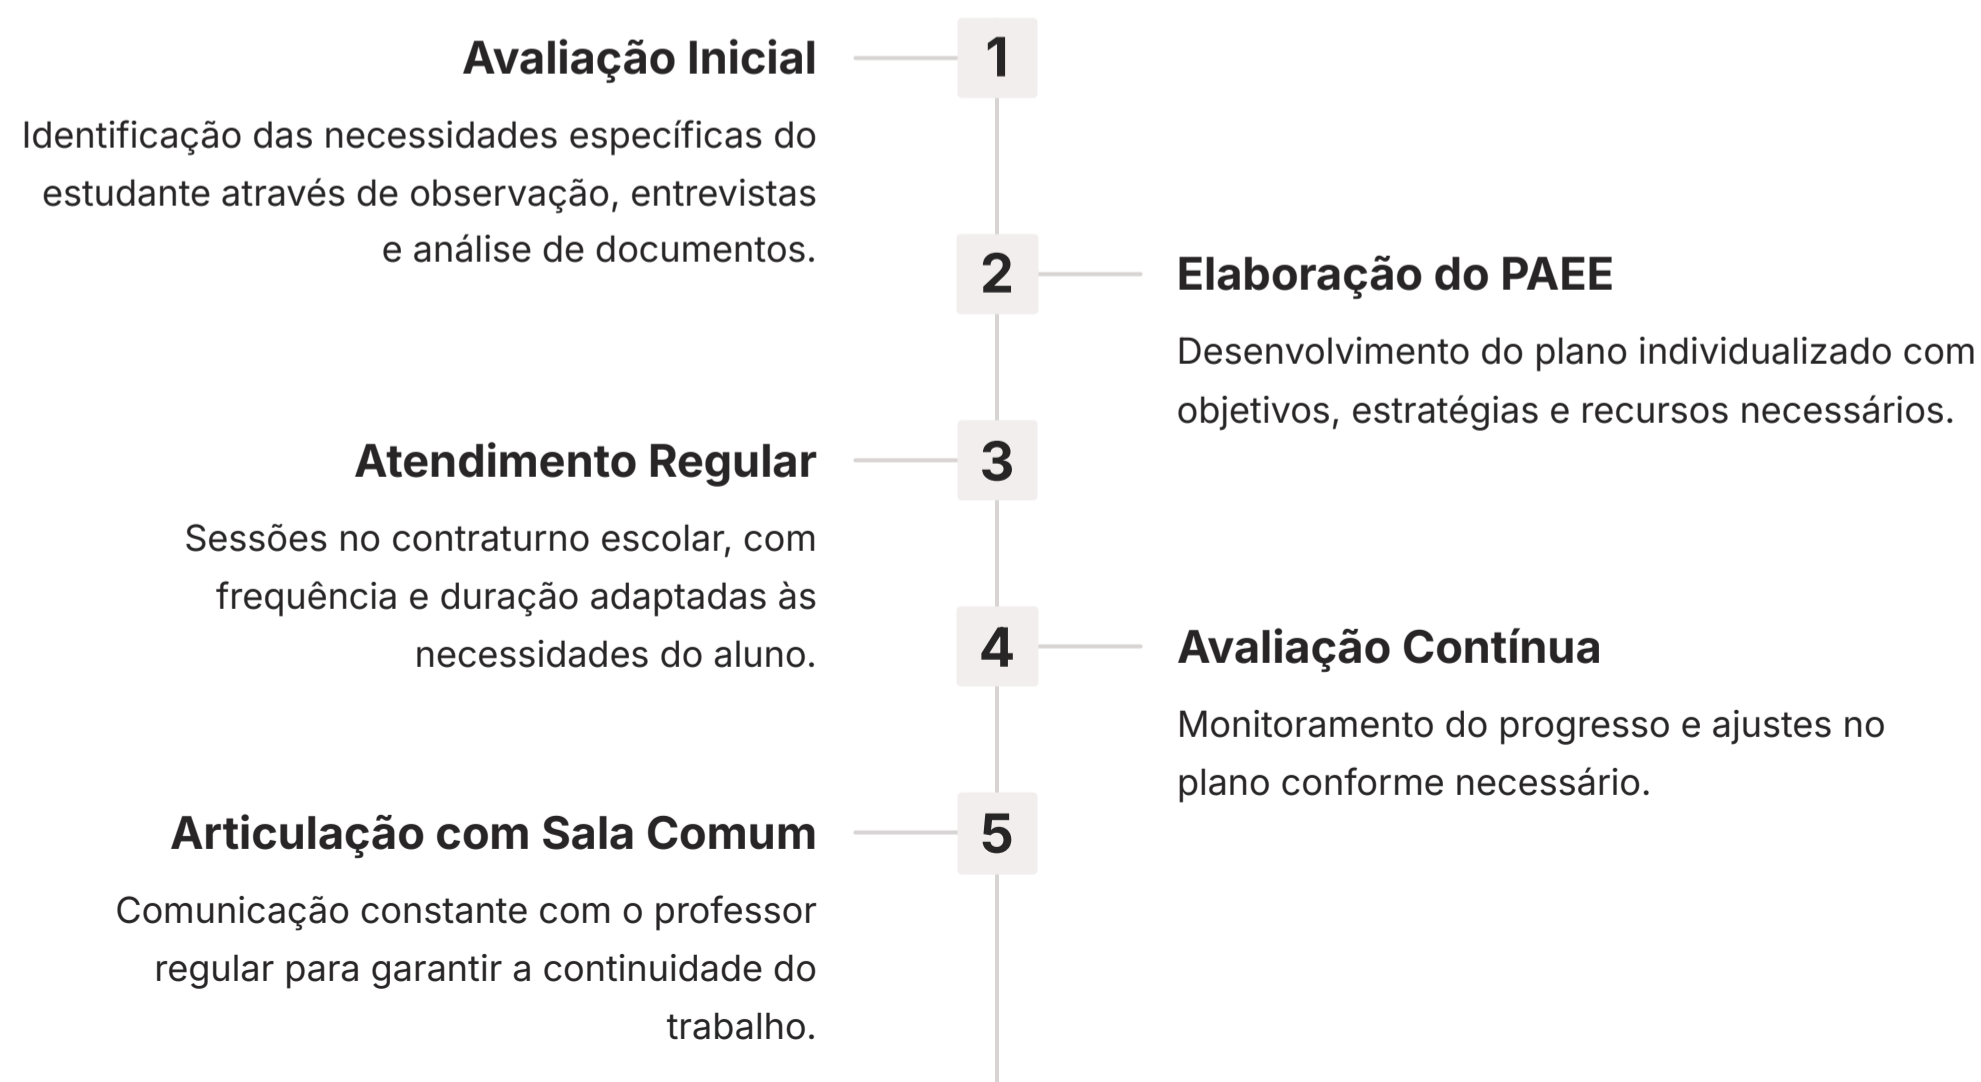 1
Avaliação Inicial
Identificação das necessidades específicas do
estudante através de observação, entrevistas
e análise de documentos.
2
Elaboração do PAEE
Desenvolvimento do plano individualizado com
objetivos, estratégias e recursos necessários.
3
Atendimento Regular
Sessões no contraturno escolar, com
frequência e duração adaptadas às
necessidades do aluno.
4
Avaliação Contínua
Monitoramento do progresso e ajustes no
plano conforme necessário.
5
Articulação com Sala Comum
Comunicação constante com o professor
regular para garantir a continuidade do
trabalho.